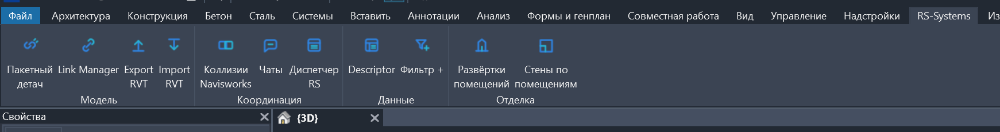 Файл Архитектура Конструкция Бетон Сталь Системы Вставить Аннотации Анализ Формы и генплан Совместная работа Вид Управление Надстройки RS-Systems Из
Пакетный Link Manager Export Import Коллизии Чаты Диспетчер Descriptor Фильтр + Развёртки Стены по
детач RVT RVT Navisworks RS помещений помещениям
Модель Координация Данные Отделка
Свойства {3D}